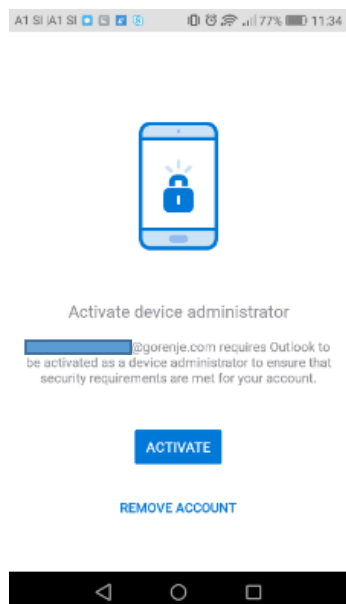 A1 SI |A1 SI 77% 11:34
Activate device administrator
@gorenje.com requires Outlook to
be activated as a device administrator to ensure that
security requirements are met for your account.
ACTIVATE
REMOVE ACCOUNT